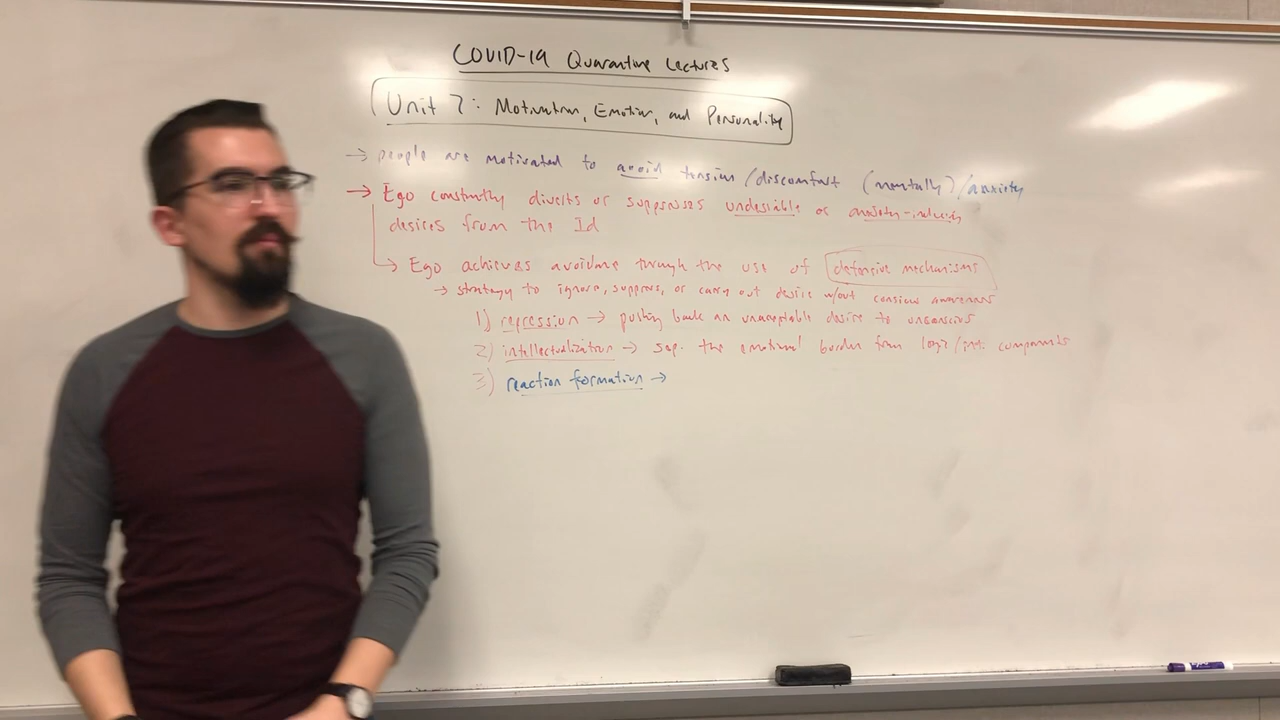 COVID-19 Quarantine Lectures
Unit 7: Motivation, Emotion, and Personality
→ people are motivated to avoid tension/discomfort (mentally)/anxiety
→ Ego constantly diverts or suppresses undesirable or anxiety-inducing
desires from the Id
→ Ego achieves avoidance through the use of defensive mechanisms
→ strategy to ignore, suppress, or carry out desire w/out conscious awareness
1) repression → pushing back an unacceptable desire to unconscious
2) intellectualization → sep. the emotional border from logic/ components
3) reaction formation →